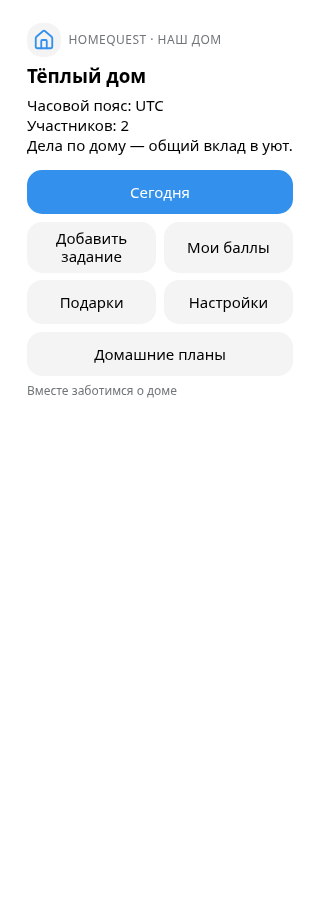 HOMEQUEST · НАШ ДОМ
Тёплый дом
Часовой пояс: UTC
Участников: 2
Дела по дому — общий вклад в уют.
Сегодня
Добавить
задание
Мои баллы
Подарки
Настройки
Домашние планы
Вместе заботимся о доме